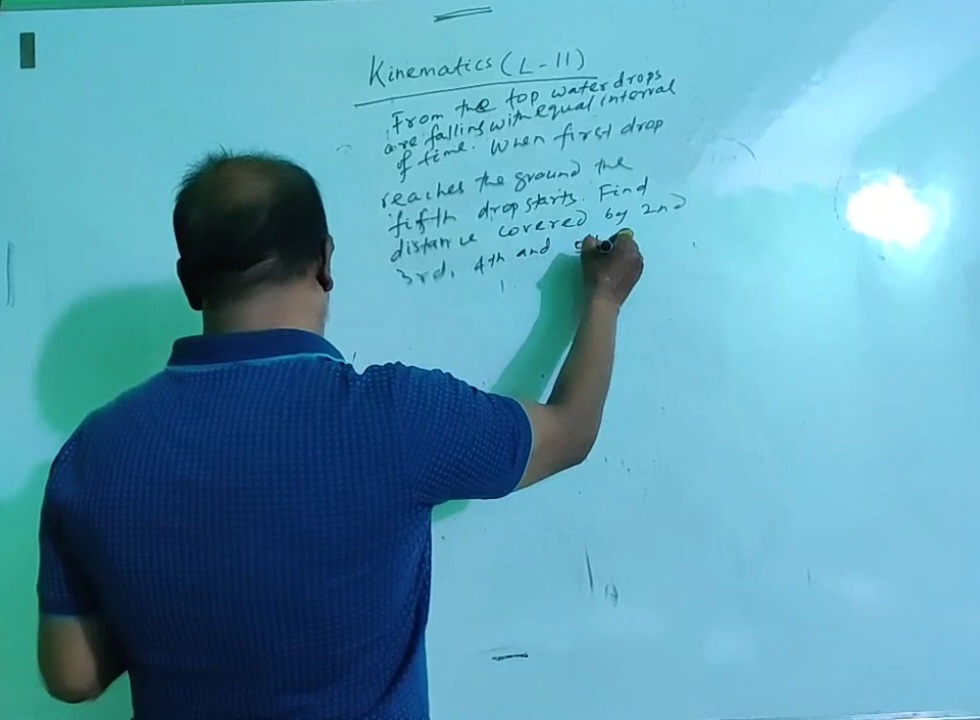 Kinematics (L-11)
From the top water drops
are falling with equal interval
of time. When first drop
reaches the ground the
fifth drop starts. Find
distance covered by 2nd
3rd, 4th and